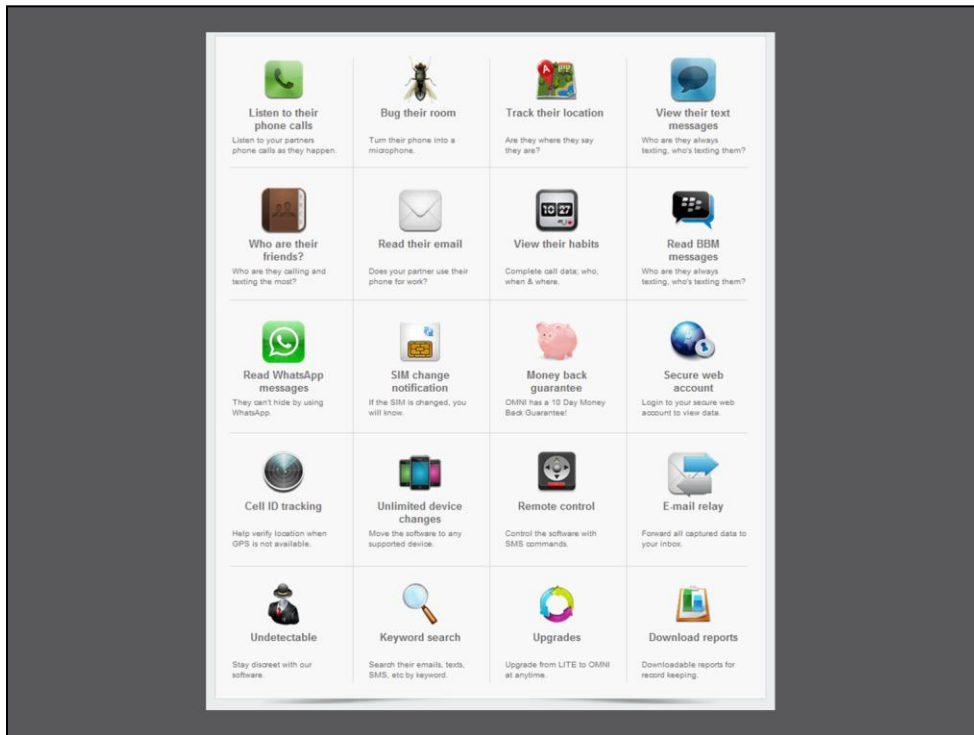 Listen to their
phone calls
Listen to your partners
phone calls as they happen.
Bug their room
Turn their phone into a
microphone.
Track their location
Are they where they say
they are?
View their text
messages
Who are they always
texting, who's texting them?
Who are their
friends?
Who are they calling and
texting the most?
Read their email
Does your partner use their
phone for work?
View their habits
Complete call data; who,
when & where.
Read BBM
messages
Who are they always
texting, who's texting them?
Read WhatsApp
messages
They can't hide by using
WhatsApp.
SIM change
notification
If the SIM is changed, you
will know.
Money back
guarantee
OMNI has a 10 Day Money
Back Guarantee!
Secure web
account
Login to your secure web
account to view data.
Cell ID tracking
Help verify location when
GPS is not available.
Unlimited device
changes
Move the software to any
supported device.
Remote control
Control the software with
SMS commands.
E-mail relay
Forward all captured data to
your inbox.
Undetectable
Stay discreet with our
software.
Keyword search
Search their emails, texts,
SMS, etc by keyword.
Upgrades
Upgrade from LITE to OMNI
at anytime.
Download reports
Downloadable reports for
record keeping.
A
10 27